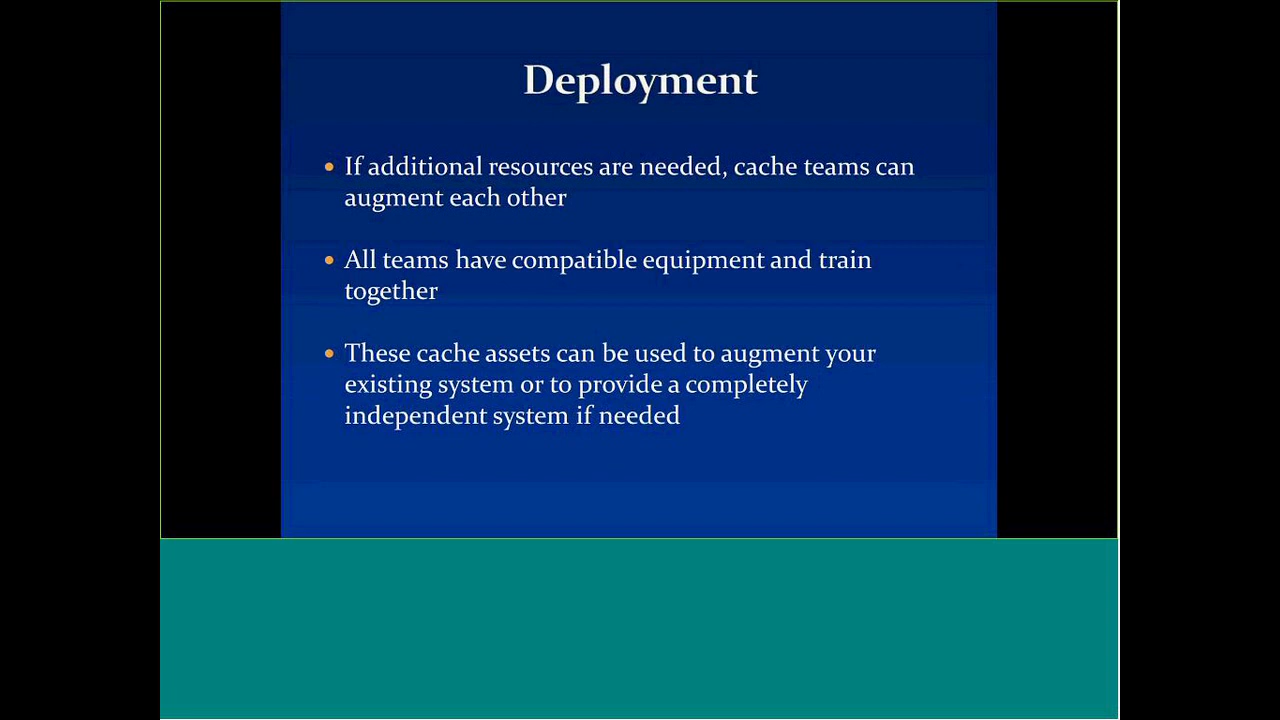 Deployment
• If additional resources are needed, cache teams can
augment each other
• All teams have compatible equipment and train
together
• These cache assets can be used to augment your
existing system or to provide a completely
independent system if needed